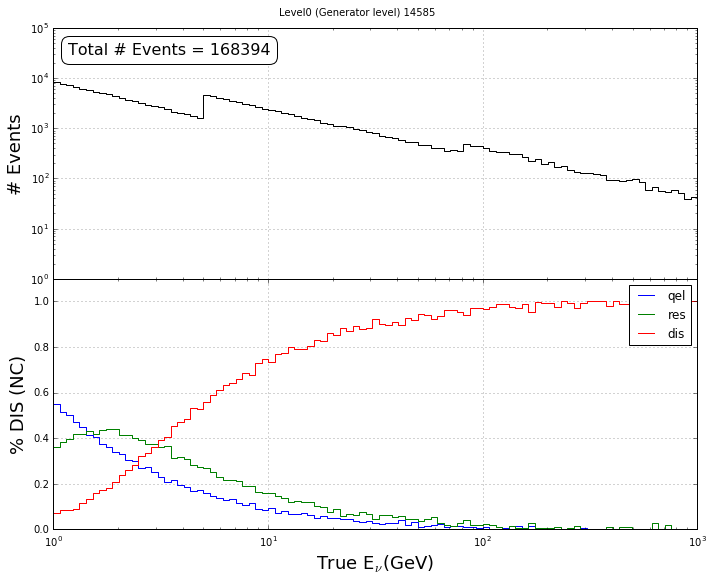 Level0 (Generator level) 14585
Total # Events = 168394
10^5
10^4
10^3
10^2
10^1
10^0
# Events
qel
res
dis
1.0
0.8
0.6
0.4
0.2
0.0
% DIS (NC)
10^0 10^1 10^2 10^3
True E_ν(GeV)